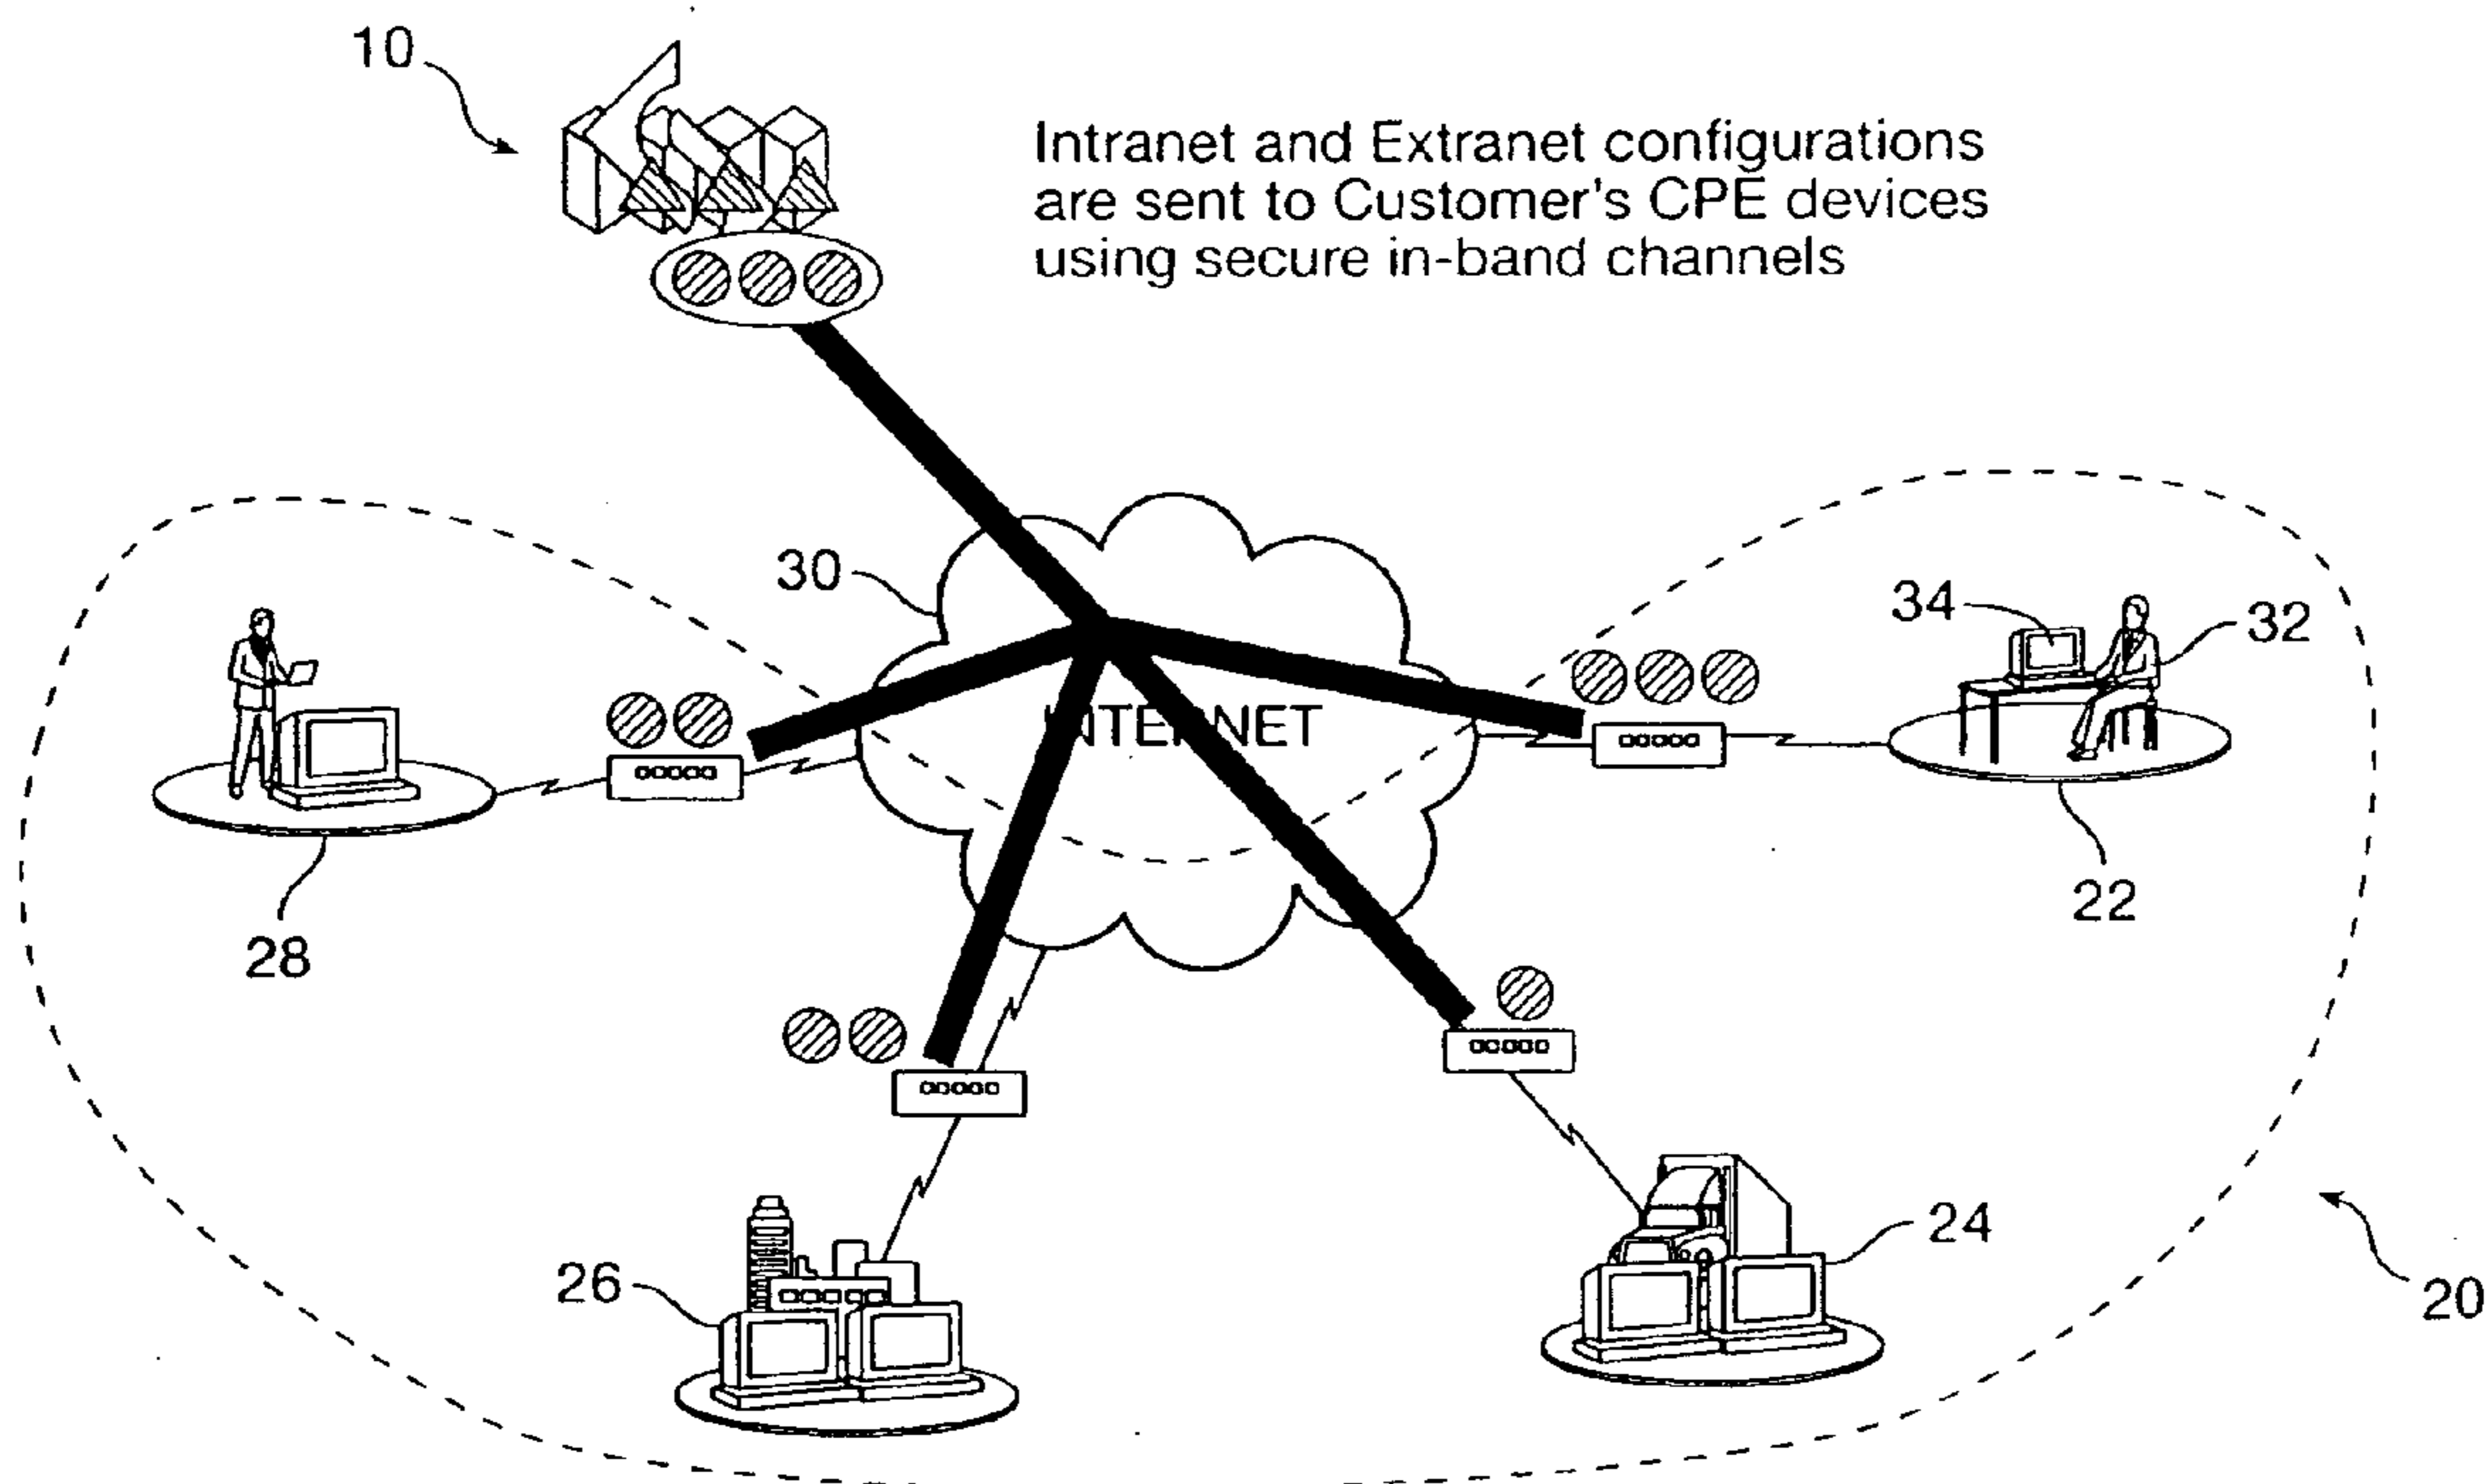 10
Intranet and Extranet configurations
are sent to Customer's CPE devices
using secure in-band channels
30
34
32
INTERNET
22
28
24
26
20